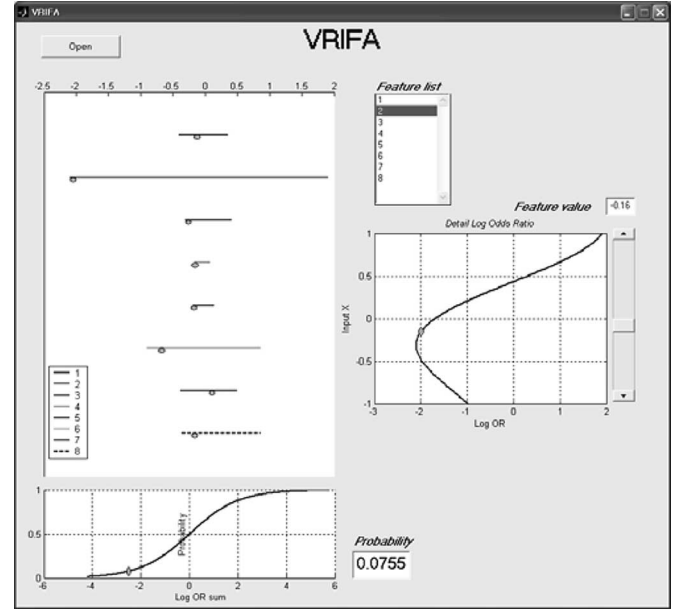 VRIFA
Open
VRIFA
-2.5 -2 -1.5 -1 -0.5 0 0.5 1 1.5 2
Feature list
1
2
3
4
5
6
7
8
Feature value -0.16
Detail Log Odds Ratio
1
0.5
0
-0.5
-1
Input X
-3 -2 -1 0 1 2
Log OR
1
2
3
4
5
6
7
8
1
0.5
0
Probability
-6 -4 -2 0 2 4 6
Log OR sum
Probability
0.0755